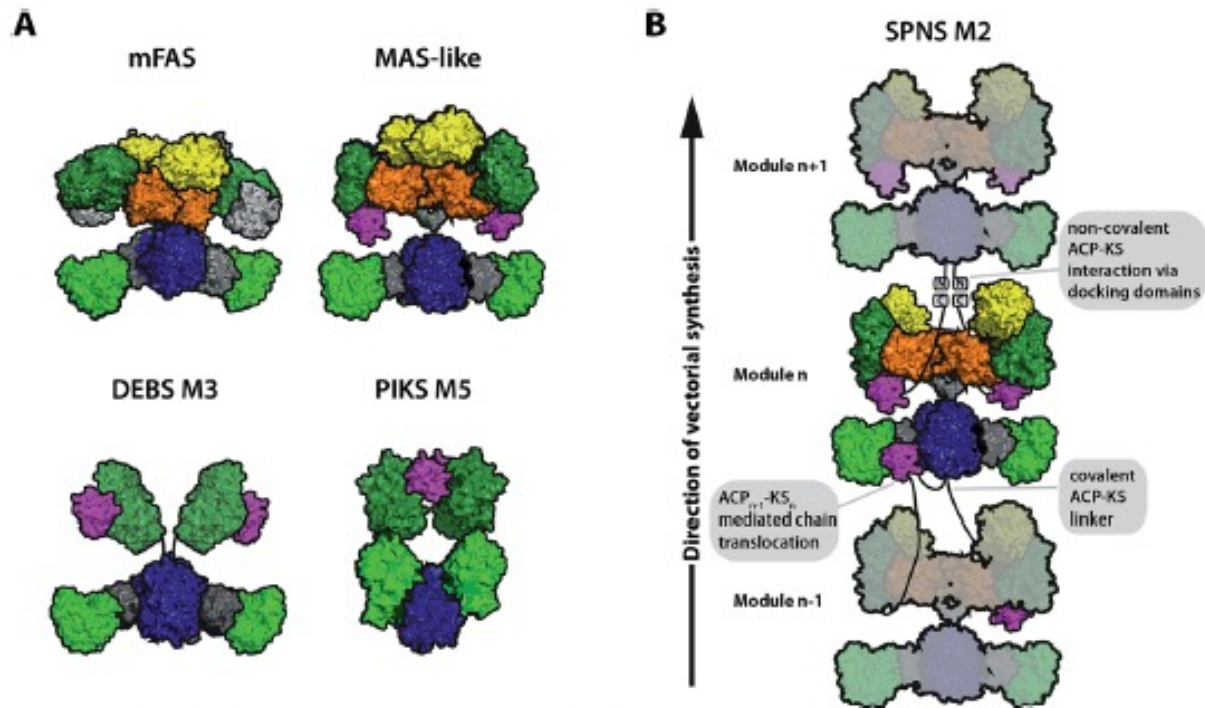 A
mFAS
MAS-like
DEBS M3
PIKS M5
B
SPNS M2
Direction of vectorial synthesis
Module n+1
non-covalent
ACP-KS
interaction via
docking domains
N N
C C
Module n
ACPn-1-KSn
mediated chain
translocation
covalent
ACP-KS
linker
Module n-1